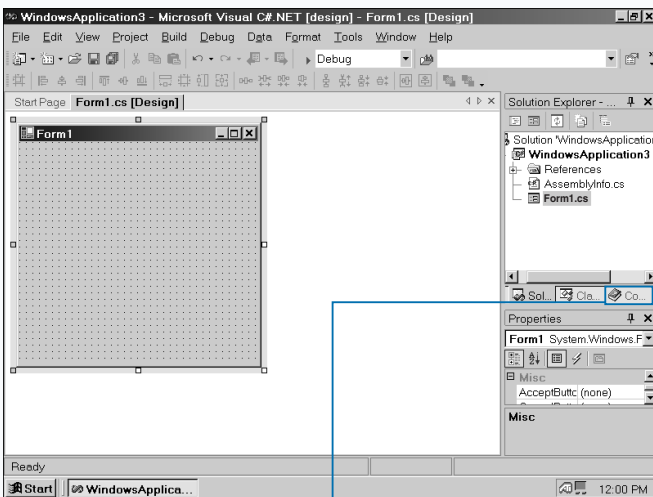 WindowsApplication3 - Microsoft Visual C#.NET [design] - Form1.cs [Design]
File Edit View Project Build Debug Data Format Tools Window Help
Debug
Start Page Form1.cs [Design]
Solution Explorer - ...
Form1
Solution 'WindowsApplication
WindowsApplication3
References
AssemblyInfo.cs
Form1.cs
Sol... Cla... Co...
Properties
Form1 System.Windows.F
Misc
AcceptButtc (none)
Misc
Ready
Start WindowsApplica... 12:00 PM